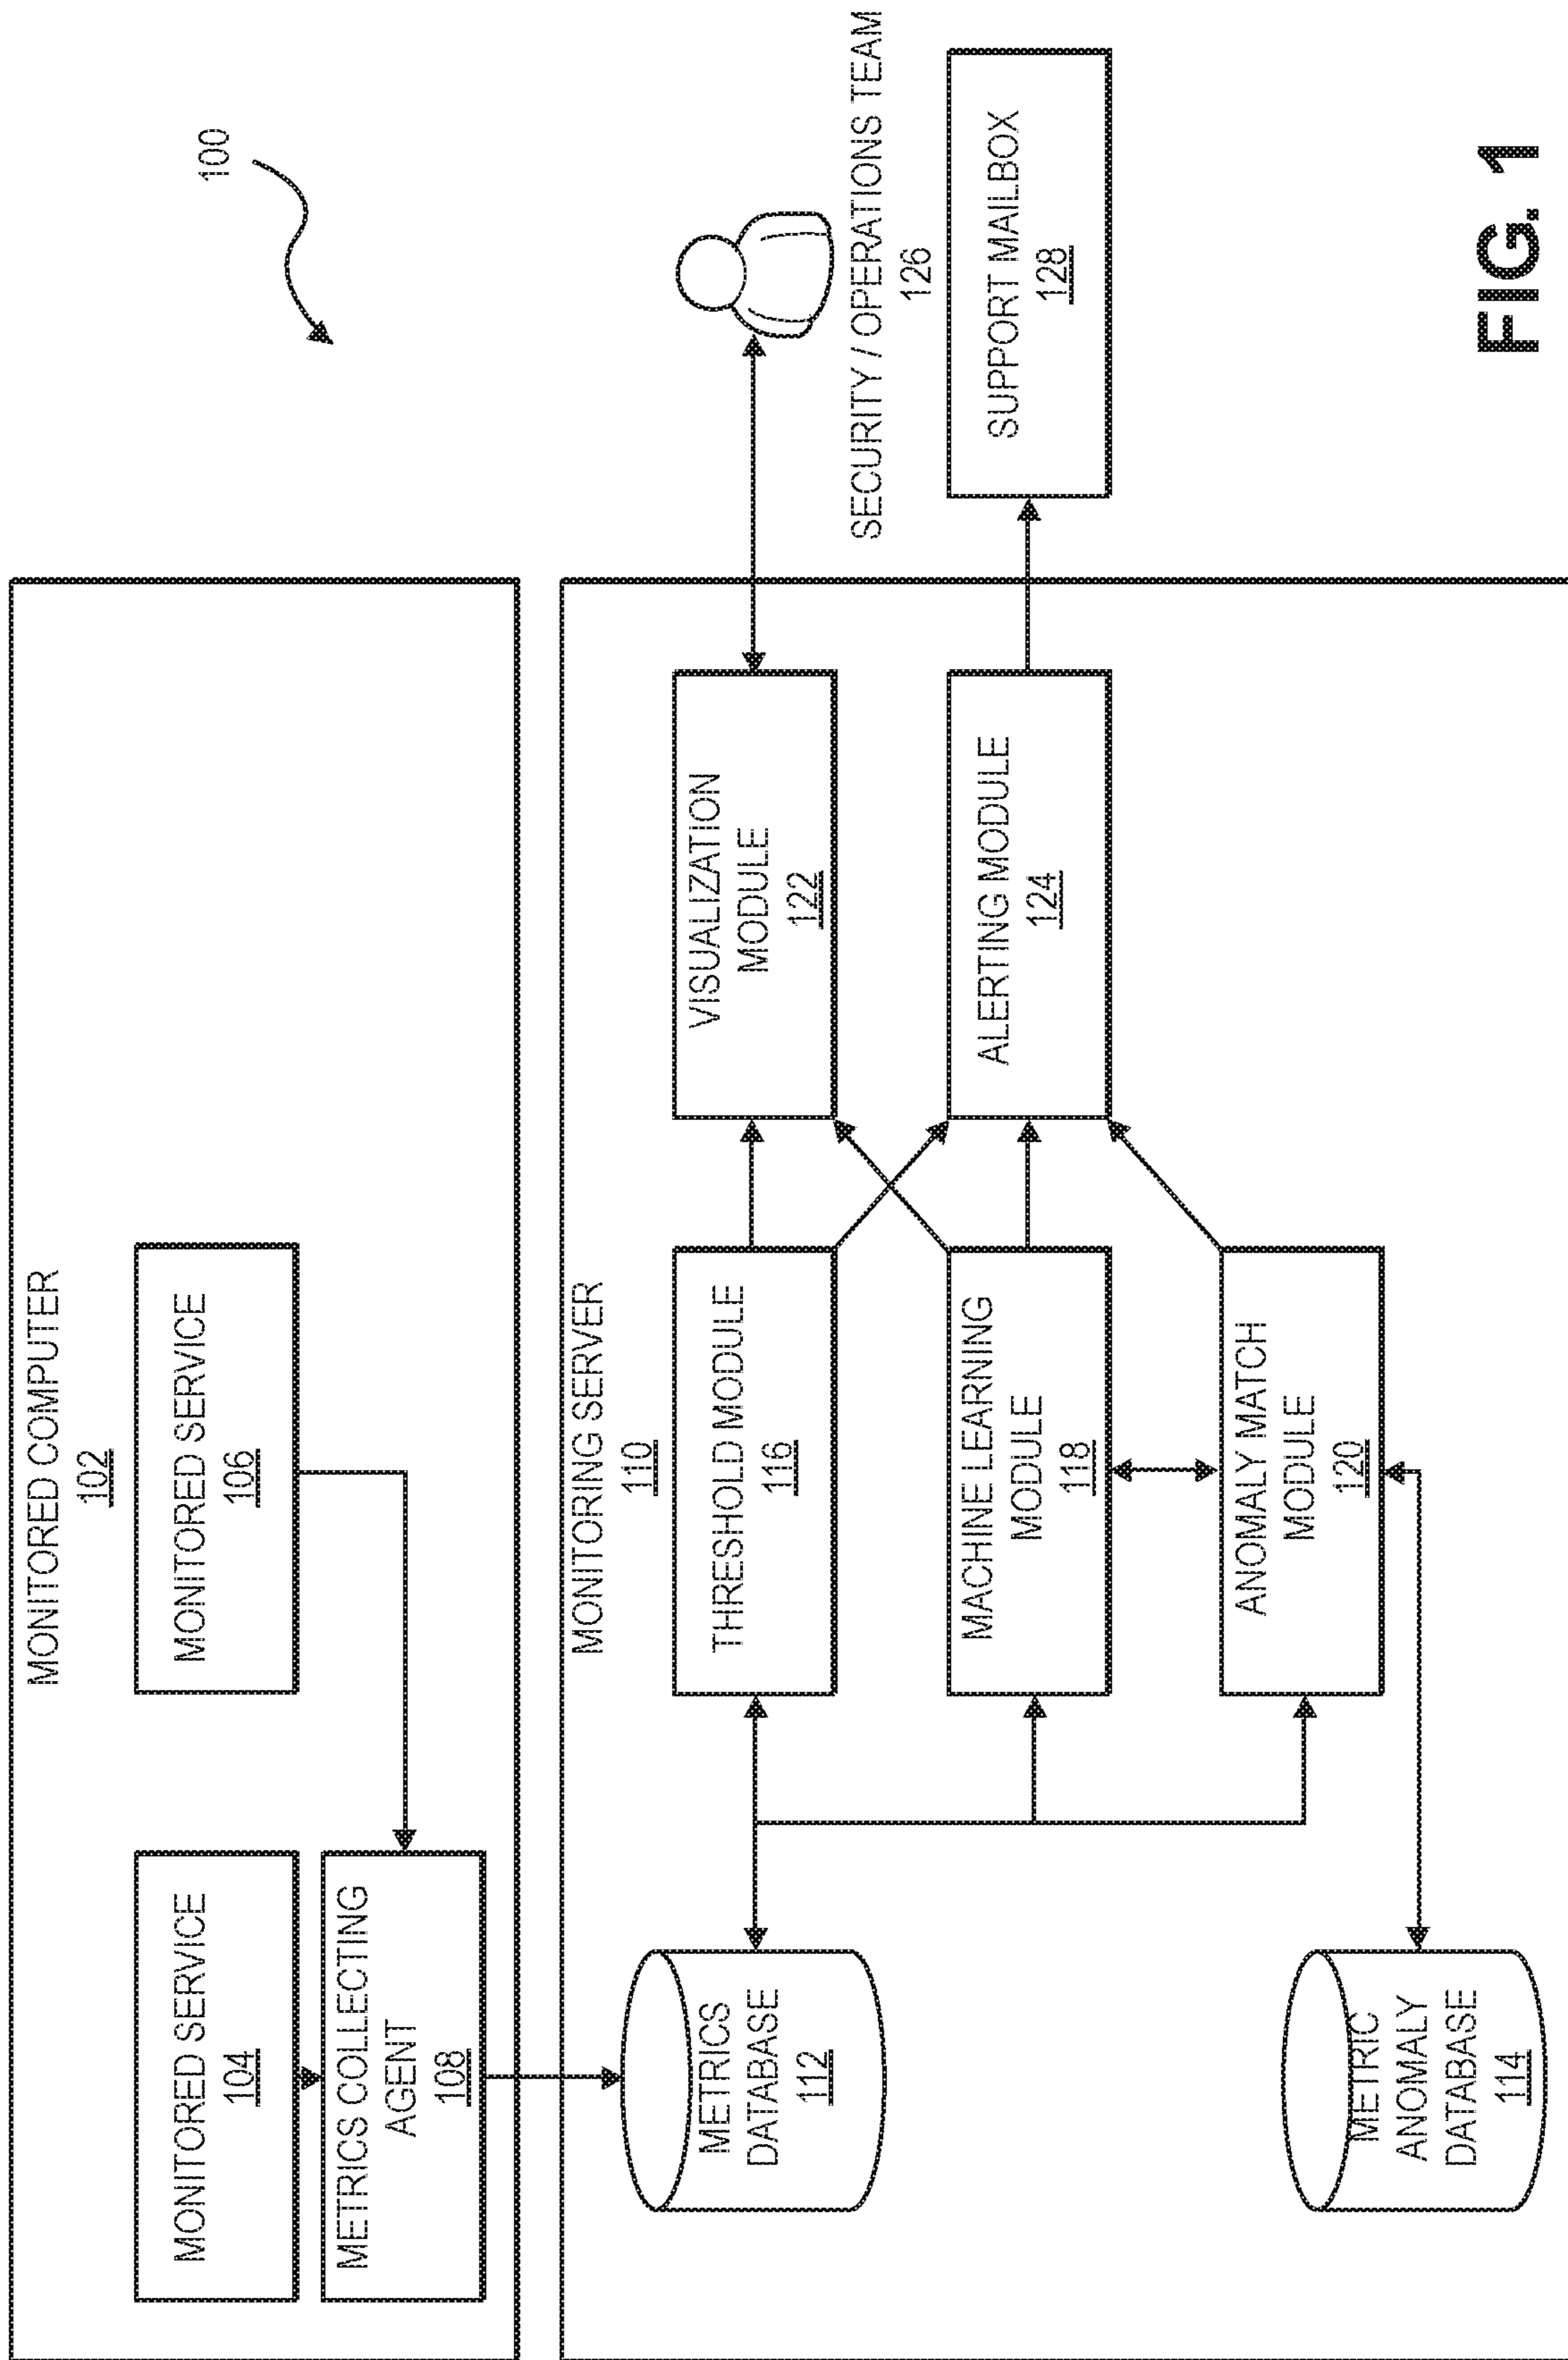 100
MONITORED COMPUTER
102
MONITORED SERVICE
104
MONITORED SERVICE
106
METRICS COLLECTING
AGENT
108
MONITORING SERVER
110
METRICS
DATABASE
112
THRESHOLD MODULE
116
VISUALIZATION
MODULE
122
SECURITY / OPERATIONS TEAM
126
MACHINE LEARNING
MODULE
118
ALERTING MODULE
124
SUPPORT MAILBOX
128
ANOMALY MATCH
MODULE
120
METRIC
ANOMALY
DATABASE
114
FIG. 1